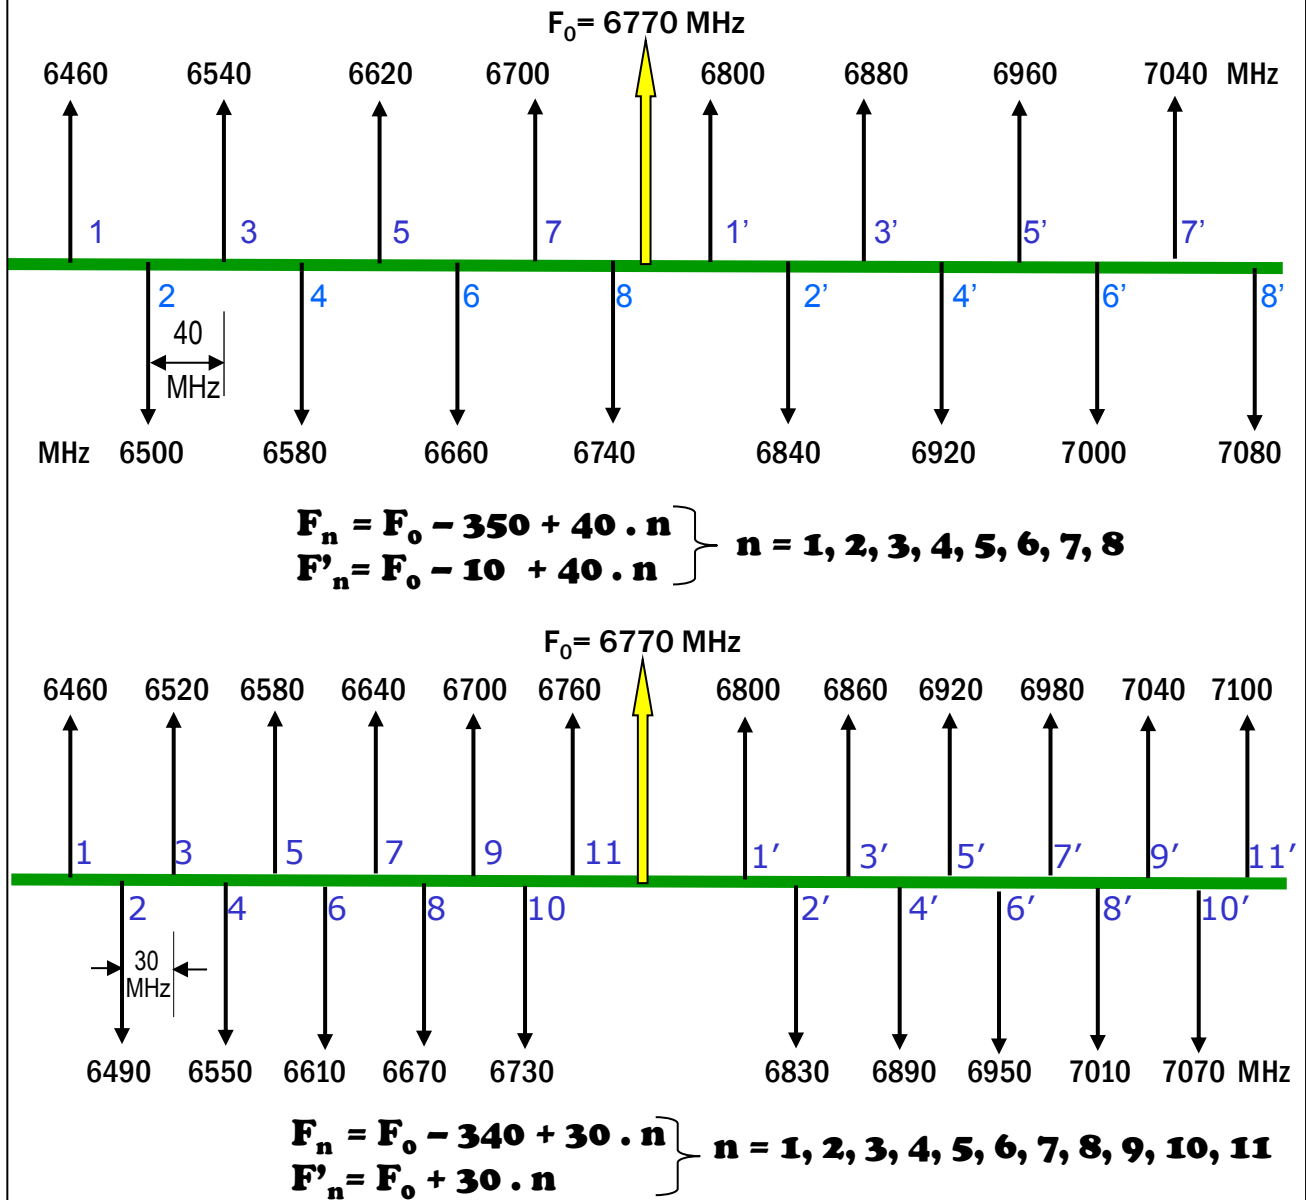 F₀= 6770 MHz
6460 6540 6620 6700 6800 6880 6960 7040 MHz
1 3 5 7 1’ 3’ 5’ 7’
2 4 6 8 2’ 4’ 6’ 8’
40
MHz
MHz 6500 6580 6660 6740 6840 6920 7000 7080
Fₙ = Fₒ – 350 + 40 . n
F’ₙ= Fₒ – 10 + 40 . n
n = 1, 2, 3, 4, 5, 6, 7, 8
F₀= 6770 MHz
6460 6520 6580 6640 6700 6760 6800 6860 6920 6980 7040 7100
1 3 5 7 9 11 1’ 3’ 5’ 7’ 9’ 11’
2 4 6 8 10 2’ 4’ 6’ 8’ 10’
30
MHz
6490 6550 6610 6670 6730 6830 6890 6950 7010 7070 MHz
Fₙ = Fₒ – 340 + 30 . n
F’ₙ= Fₒ + 30 . n
n = 1, 2, 3, 4, 5, 6, 7, 8, 9, 10, 11